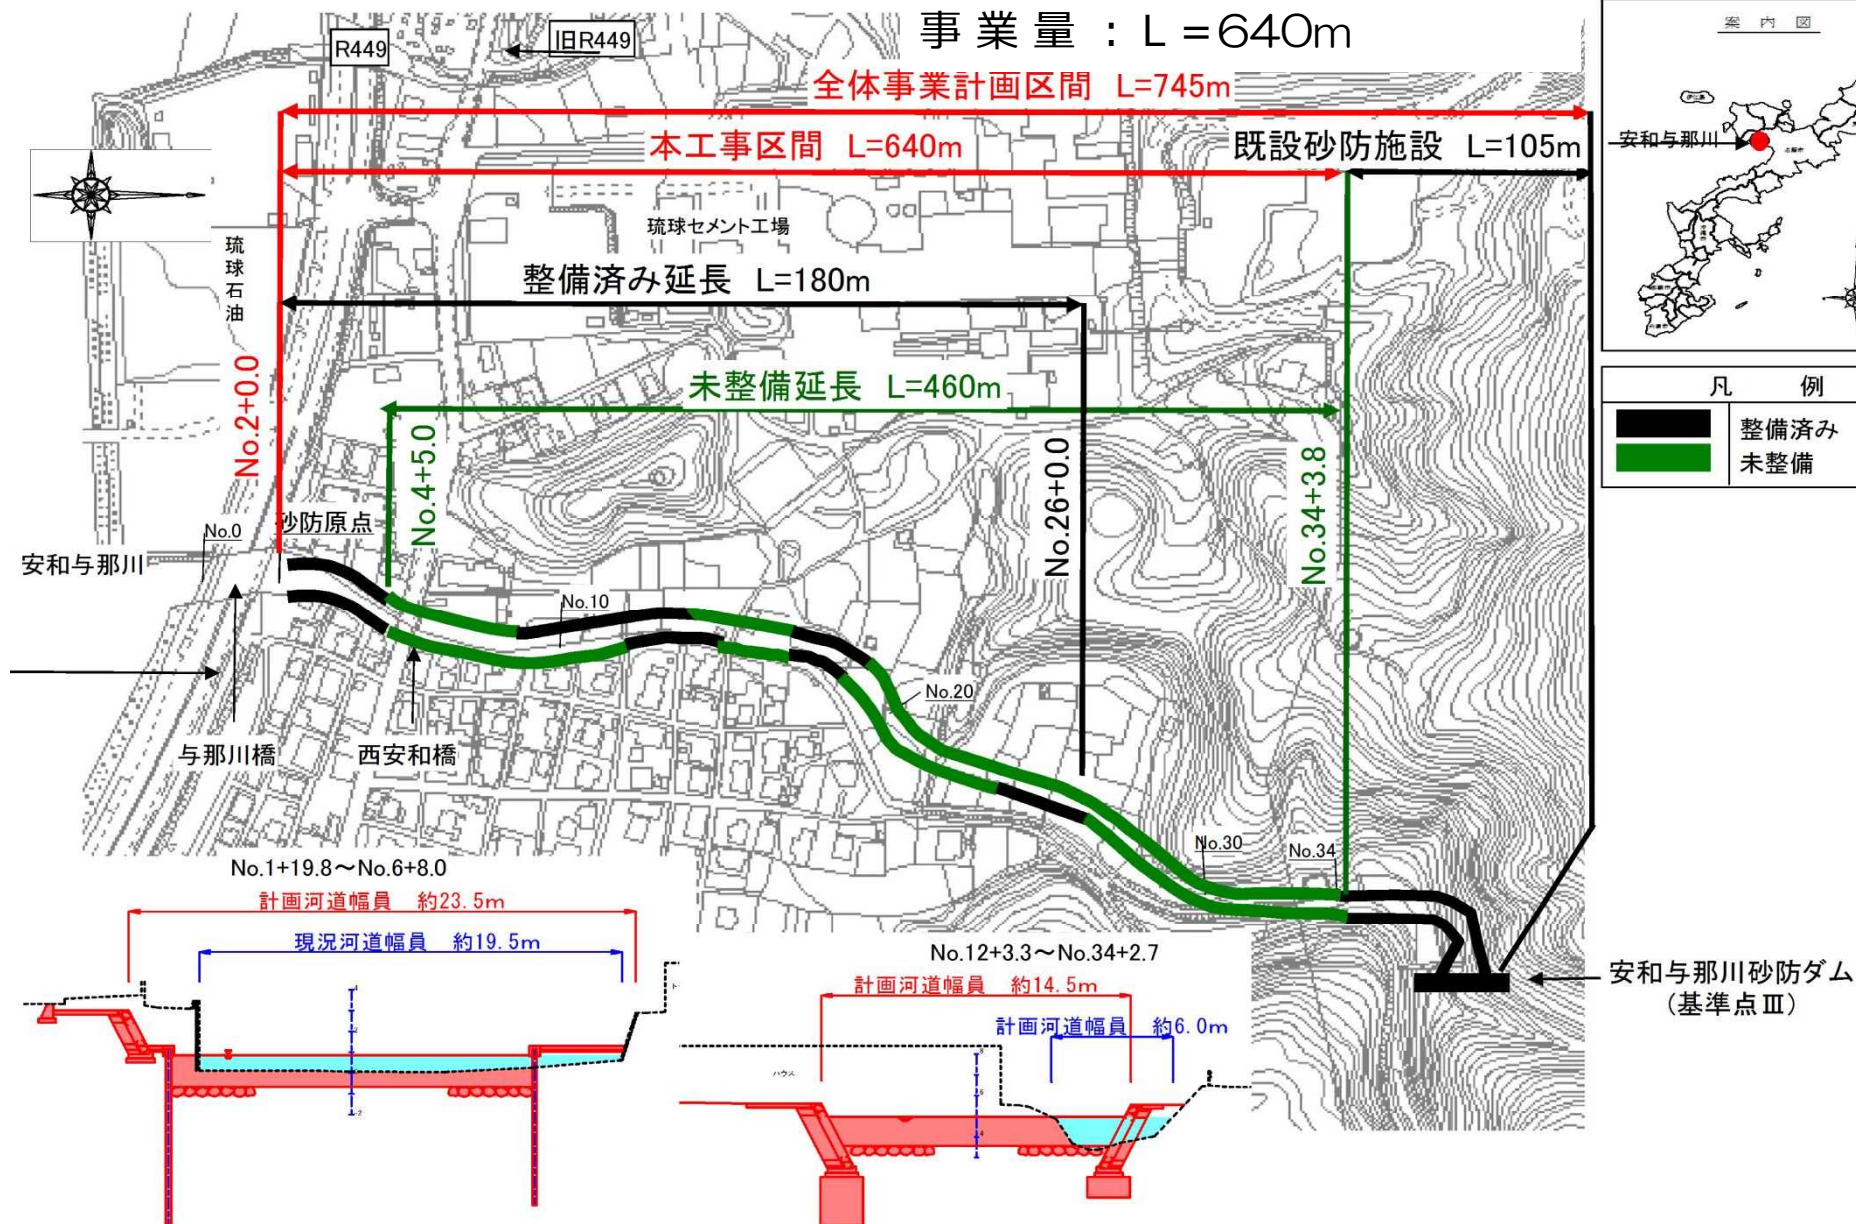 事業量：L=640m
R449
旧R449
全体事業計画区間 L=745m
本工事区間 L=640m
既設砂防施設 L=105m
琉球セメント工場
琉球石油
整備済み延長 L=180m
未整備延長 L=460m
No.2+0.0
No.4+5.0
No.26+0.0
No.34+3.8
No.0
砂防原点
安和与那川
No.10
No.20
No.30
No.34
与那川橋
西安和橋
安和与那川砂防ダム
(基準点Ⅲ)
案内図
安和与那川
凡例
整備済み
未整備
No.1+19.8～No.6+8.0
計画河道幅員 約23.5m
現況河道幅員 約19.5m
No.12+3.3～No.34+2.7
計画河道幅員 約14.5m
計画河道幅員 約6.0m
ハウス